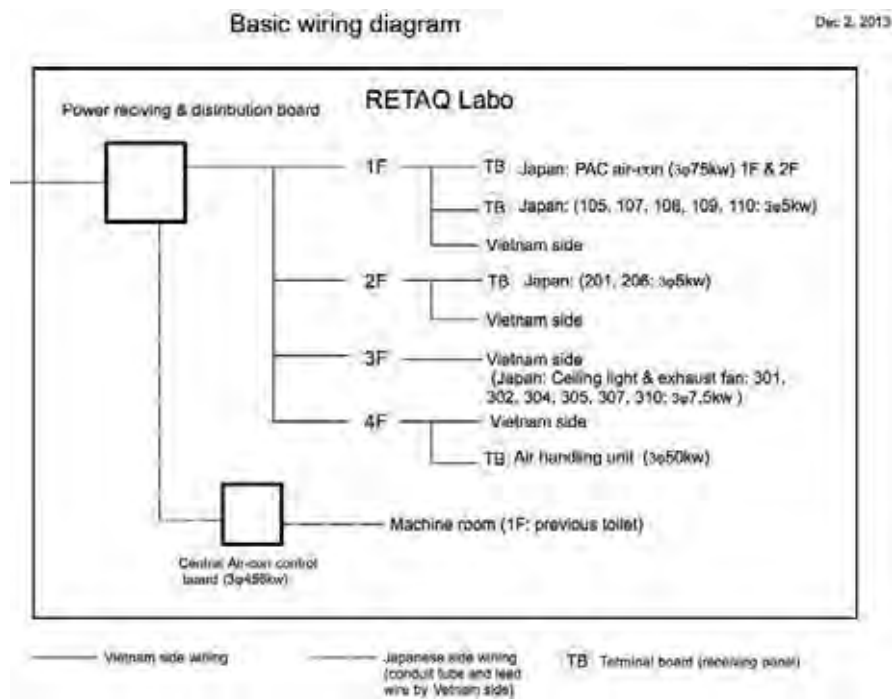 Basic wiring diagram
Dec 2, 2013
Power reciving & disinbution board
RETAQ Labo
1F
TB Japan: PAC air-con (3φ75kw) 1F & 2F
TB Japan: (105, 107, 108, 109, 110: 3φ5kw)
Vietnam side
2F
TB Japan: (201, 206: 3φ5kw)
Vietnam side
3F
Vietnam side
(Japan: Ceiling light & exhaust fan: 301,
302, 304, 305, 307, 310: 3φ7,5kw )
4F
Vietnam side
TB Air handling unit (3φ50kw)
Machine room (1F: previous toilet)
Central Air-con control
board (3φ456kw)
Vietnam side wiring
Japanese side wiring
(conduit tube and lead
wire by Vietnam side)
TB Terminal board (receiving panel)